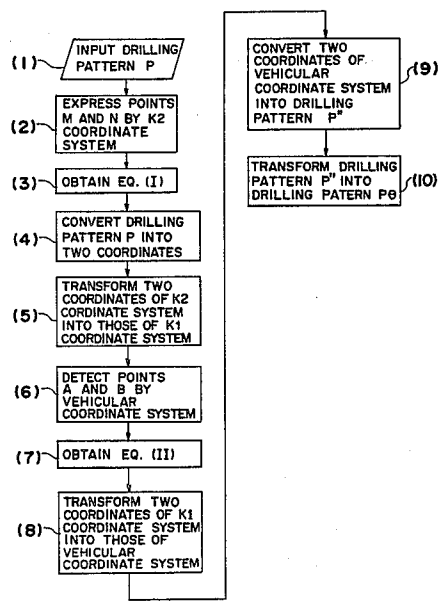 (1)
INPUT DRILLING
PATTERN P
(2)
EXPRESS POINTS
M AND N BY K2
COORDINATE
SYSTEM
(3)
OBTAIN EQ. (I)
(4)
CONVERT DRILLING
PATTERN P INTO
TWO COORDINATES
(5)
TRANSFORM TWO
COORDINATES OF K2
CORDINATE SYSTEM
INTO THOSE OF K1
COORDINATE SYSTEM
(6)
DETECT POINTS
A AND B BY
VEHICULAR
COORDINATE SYSTEM
(7)
OBTAIN EQ. (II)
(8)
TRANSFORM TWO
COORDINATES OF K1
COORDINATE SYSTEM
INTO THOSE OF
VEHICULAR
COORDINATE SYSTEM
CONVERT TWO
COORDINATES OF
VEHICULAR
COORDINATE SYSTEM
INTO DRILLING
PATTERN P"
(9)
TRANSFORM DRILLING
PATTERN P" INTO
DRILLING PATERN Pθ
(10)